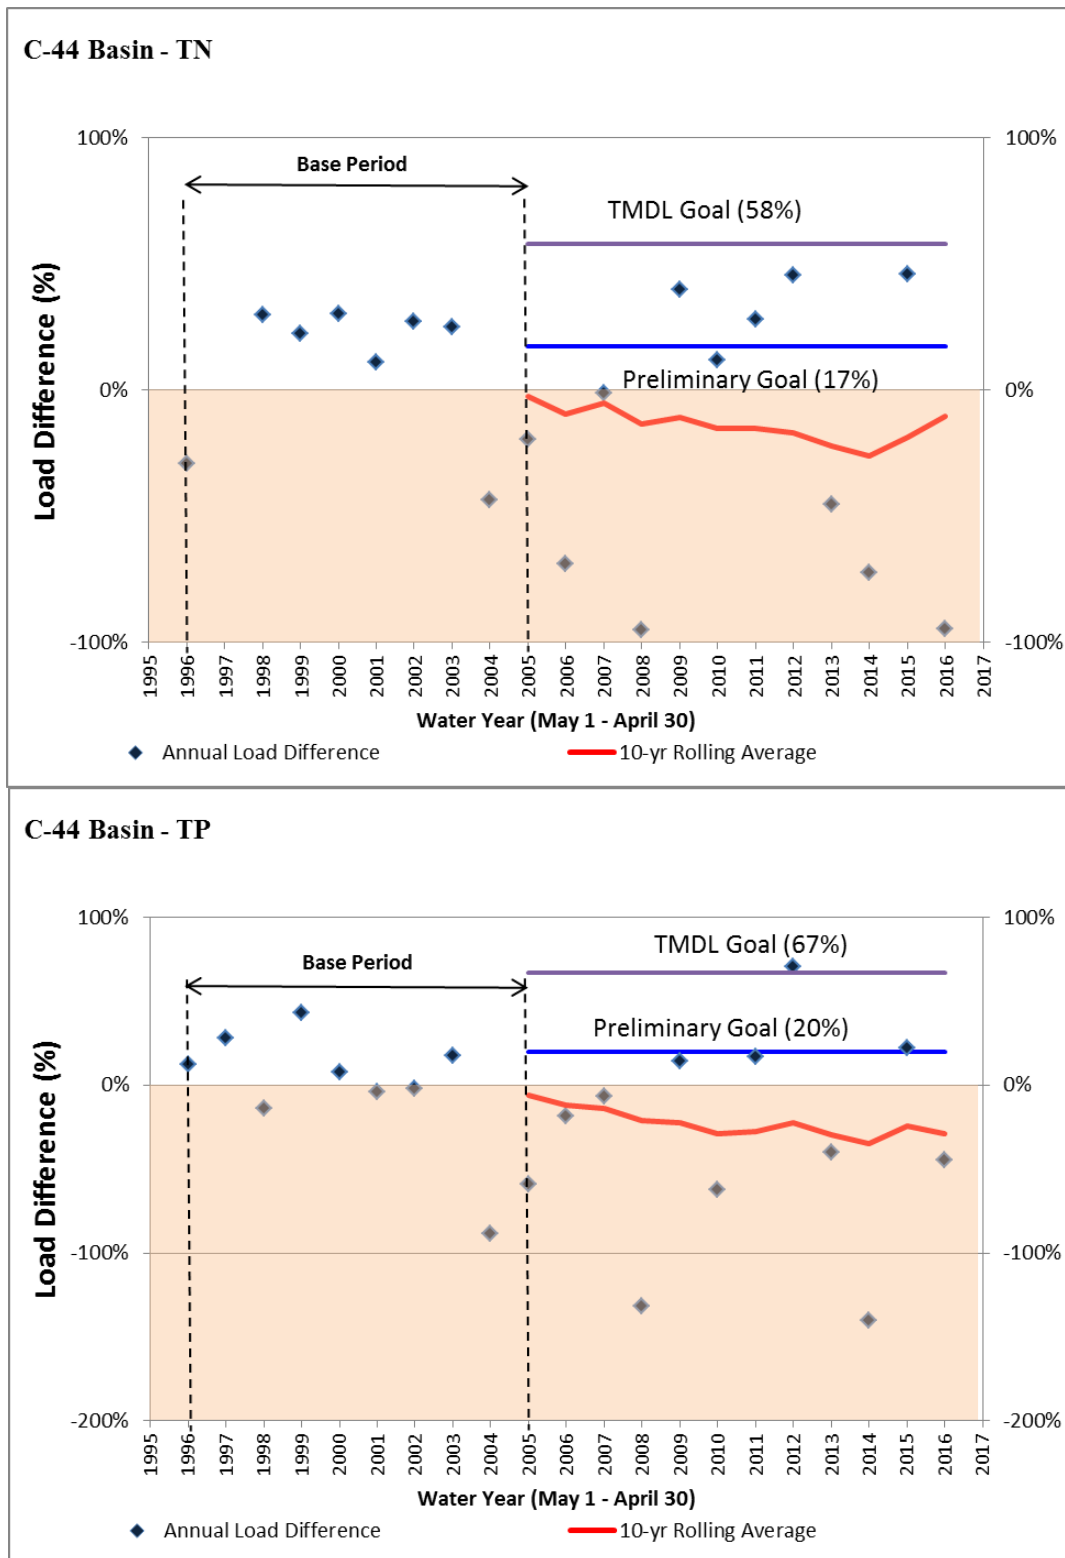 C-44 Basin - TN
100%
100%
Base Period
TMDL Goal (58%)
Load Difference (%)
Preliminary Goal (17%)
0%
0%
-100%
-100%
1995 1996 1997 1998 1999 2000 2001 2002 2003 2004 2005 2006 2007 2008 2009 2010 2011 2012 2013 2014 2015 2016 2017
Water Year (May 1 - April 30)
Annual Load Difference 10-yr Rolling Average
C-44 Basin - TP
100%
100%
TMDL Goal (67%)
Base Period
Preliminary Goal (20%)
Load Difference (%)
0%
0%
-100%
-100%
-200%
-200%
1995 1996 1997 1998 1999 2000 2001 2002 2003 2004 2005 2006 2007 2008 2009 2010 2011 2012 2013 2014 2015 2016 2017
Water Year (May 1 - April 30)
Annual Load Difference 10-yr Rolling Average